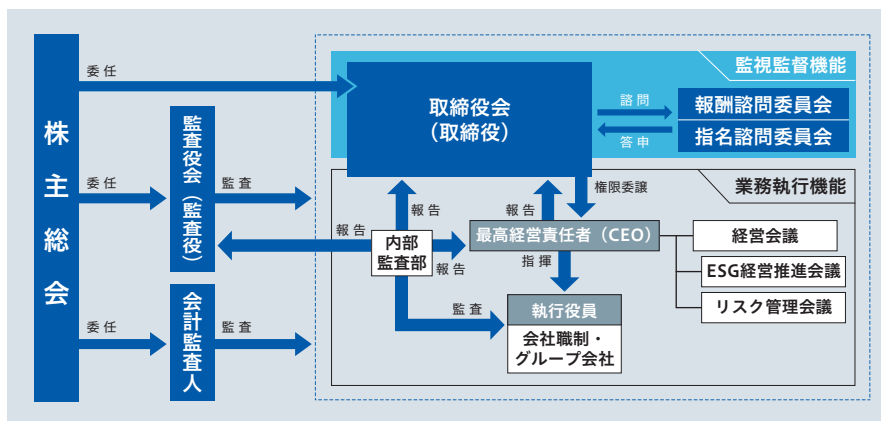 株主総会
委任
委任
委任
監査役会（監査役）
会計監査人
監査
監査
監視監督機能
取締役会
（取締役）
諮問
答申
報酬諮問委員会
指名諮問委員会
業務執行機能
報告
報告
権限委譲
報告
内部
監査部
報告
最高経営責任者（CEO）
経営会議
ESG経営推進会議
リスク管理会議
指揮
監査
執行役員
会社職制・
グループ会社